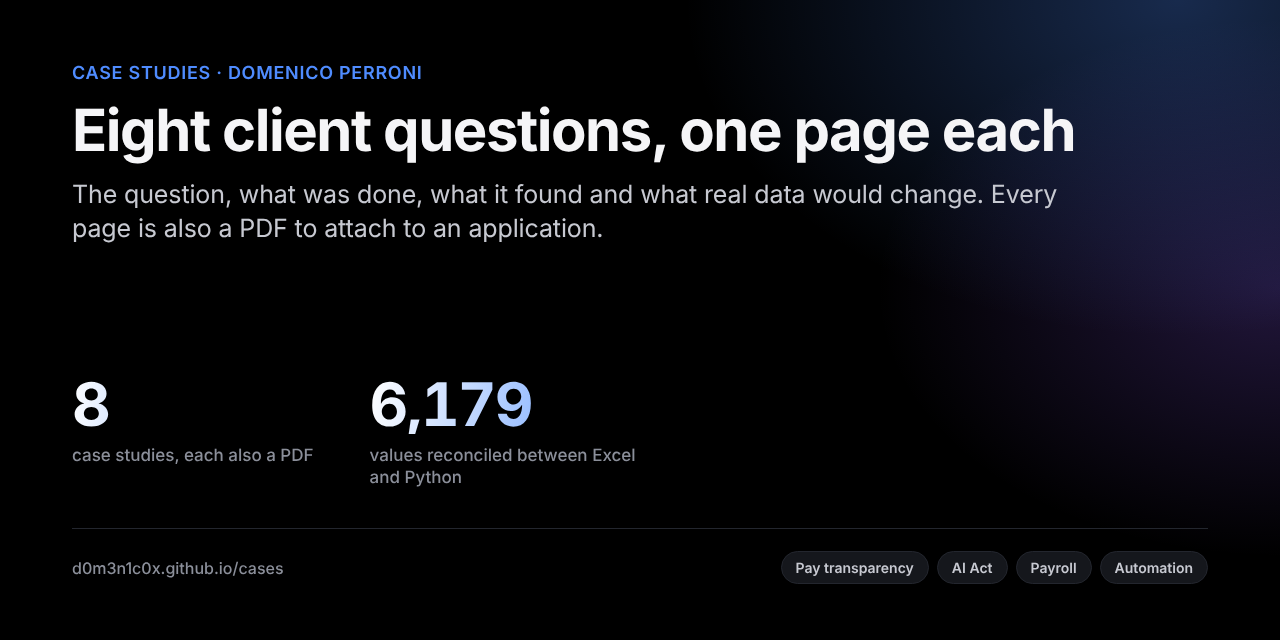 CASE STUDIES · DOMENICO PERRONI
Eight client questions, one page each
The question, what was done, what it found and what real data would change. Every
page is also a PDF to attach to an application.
8
case studies, each also a PDF
6,179
values reconciled between Excel
and Python
d0m3n1c0x.github.io/cases
Pay transparency
AI Act
Payroll
Automation